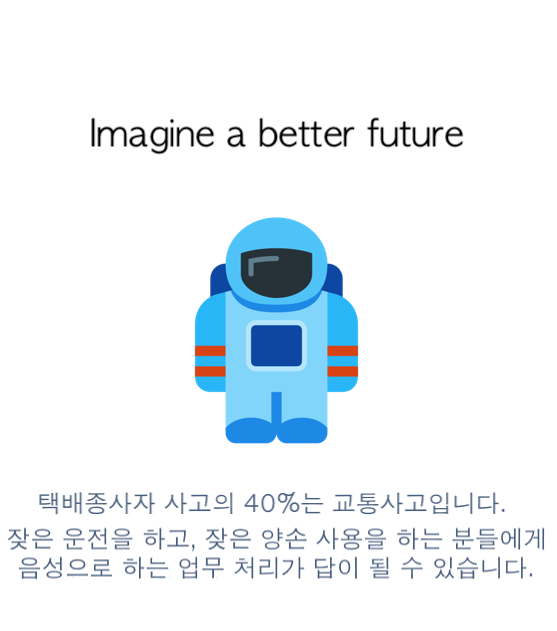 Imagine a better future
택배종사자 사고의 40%는 교통사고입니다.
잦은 운전을 하고, 잦은 양손 사용을 하는 분들에게
음성으로 하는 업무 처리가 답이 될 수 있습니다.